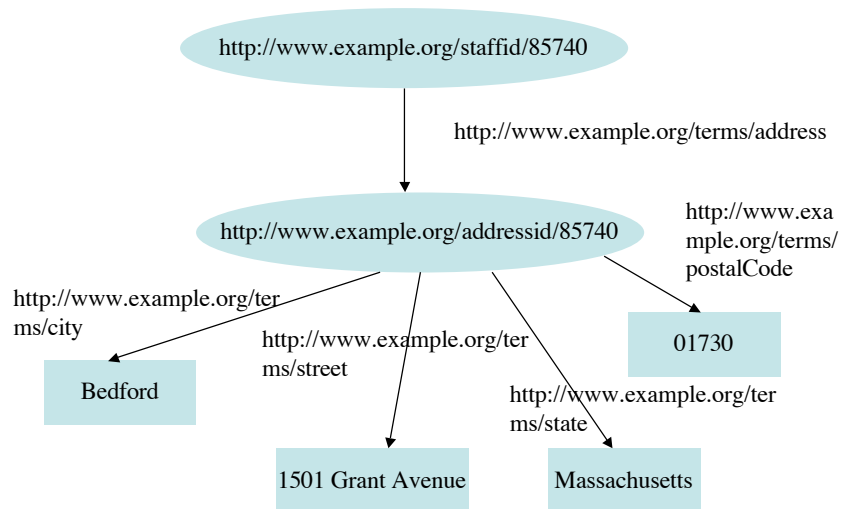 http://www.example.org/staffid/85740
http://www.example.org/terms/address
http://www.example.org/addressid/85740
http://www.exa
mple.org/terms/
postalCode
http://www.example.org/ter
ms/city
http://www.example.org/ter
ms/street
01730
Bedford
http://www.example.org/ter
ms/state
1501 Grant Avenue
Massachusetts